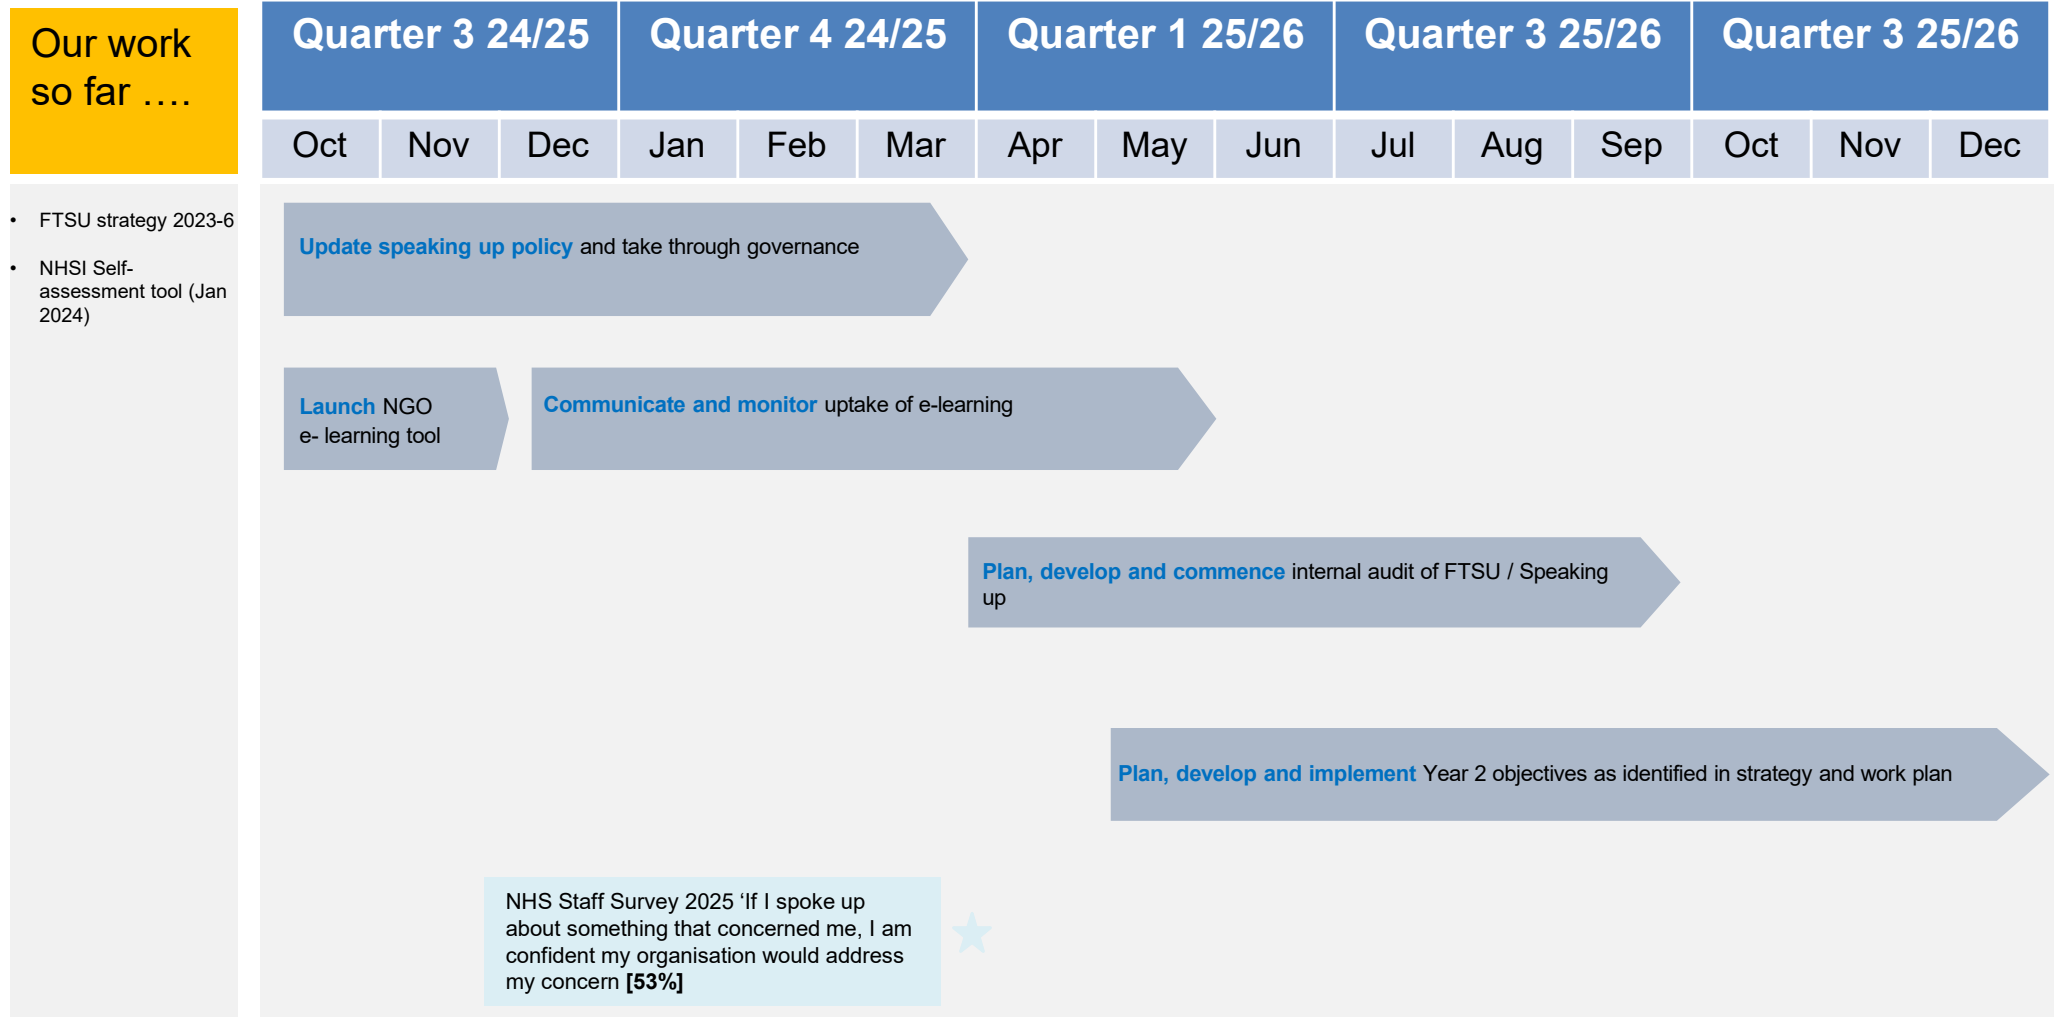 Our work
so far ....
Quarter 3 24/25
Quarter 4 24/25
Quarter 1 25/26
Quarter 3 25/26
Quarter 3 25/26
Oct
Nov
Dec
Jan
Feb
Mar
Apr
May
Jun
Jul
Aug
Sep
Oct
Nov
Dec
• FTSU strategy 2023-6
• NHSI Self-
assessment tool (Jan
2024)
Update speaking up policy and take through governance
Launch NGO
e- learning tool
Communicate and monitor uptake of e-learning
Plan, develop and commence internal audit of FTSU / Speaking
up
Plan, develop and implement Year 2 objectives as identified in strategy and work plan
NHS Staff Survey 2025 ‘If I spoke up
about something that concerned me, I am
confident my organisation would address
my concern [53%]